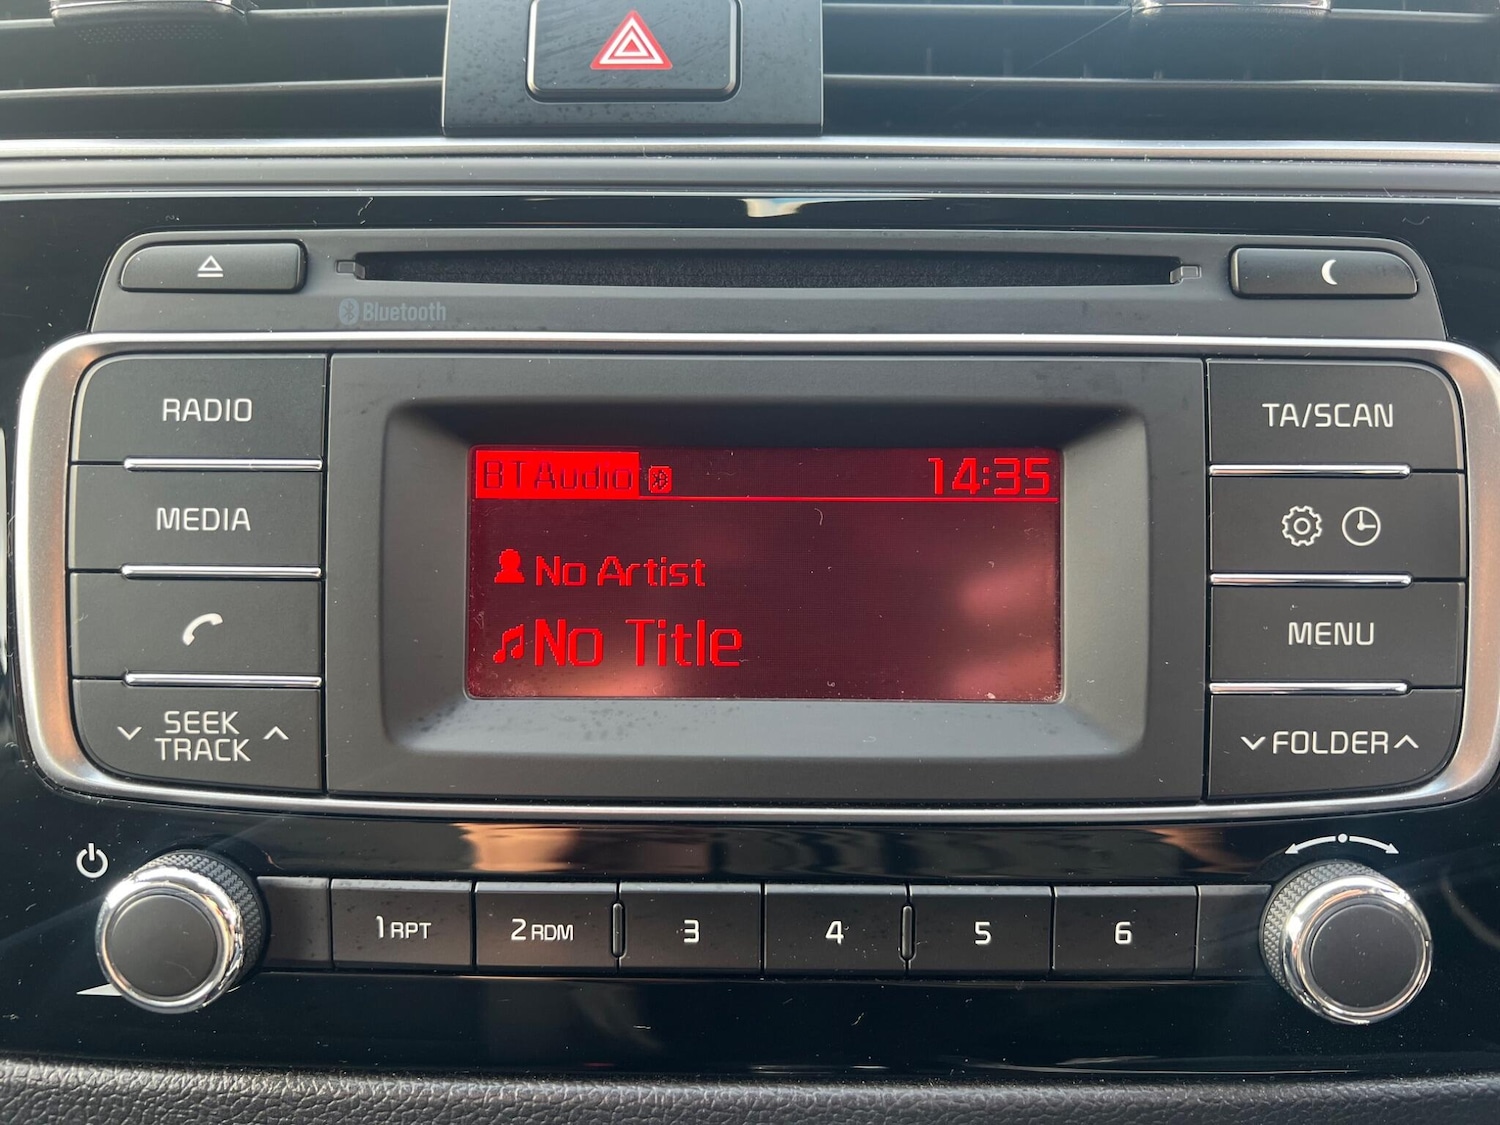 Bluetooth
RADIO
MEDIA
SEEK
TRACK
BT Audio
14:35
No Artist
No Title
TA/SCAN
MENU
FOLDER
1 RPT
2 RDM
3
4
5
6